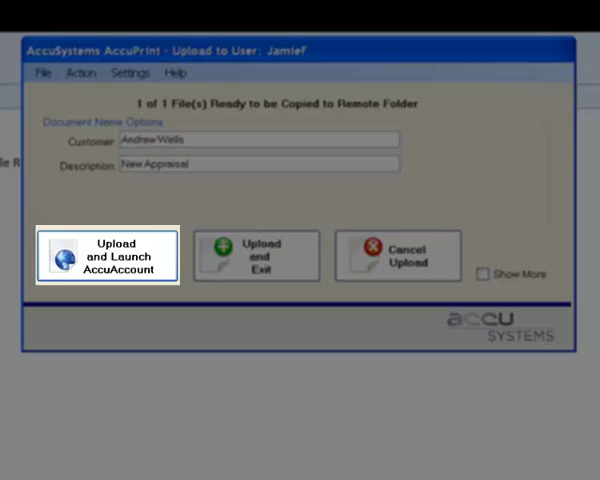 AccuSystems AccuPrint - Upload to User: JamieF
File Action Settings Help
1 of 1 File(s) Ready to be Copied to Remote Folder
Document Name Options
Customer: Andrew Wells
Description: New Appraisal
le R
Upload
and Launch
AccuAccount
Upload
and
Exit
Cancel
Upload
Show More
accu
SYSTEMS